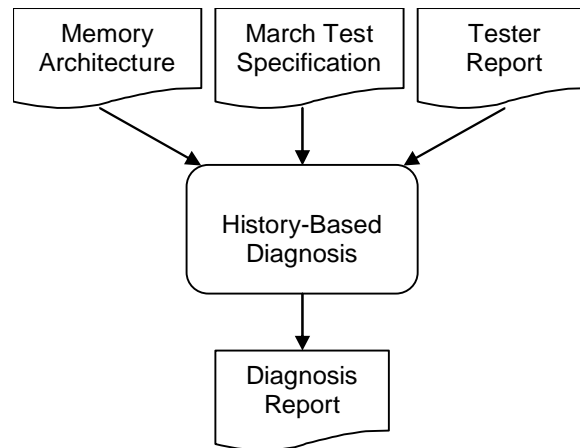 Memory
Architecture
March Test
Specification
Tester
Report
History-Based
Diagnosis
Diagnosis
Report